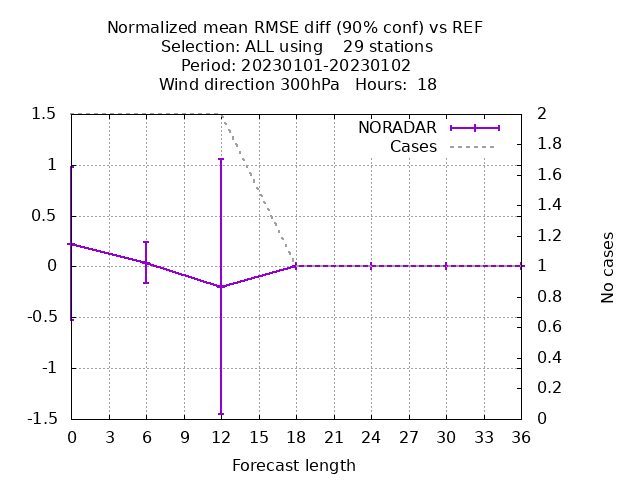 Normalized mean RMSE diff (90% conf) vs REF
Selection: ALL using    29 stations
Period: 20230101-20230102
Wind direction 300hPa   Hours:  18
NORADAR
Cases
1.5
1
0.5
0
-0.5
-1
-1.5
2
1.8
1.6
1.4
1.2
1
0.8
0.6
0.4
0.2
0
No cases
0 3 6 9 12 15 18 21 24 27 30 33 36
Forecast length